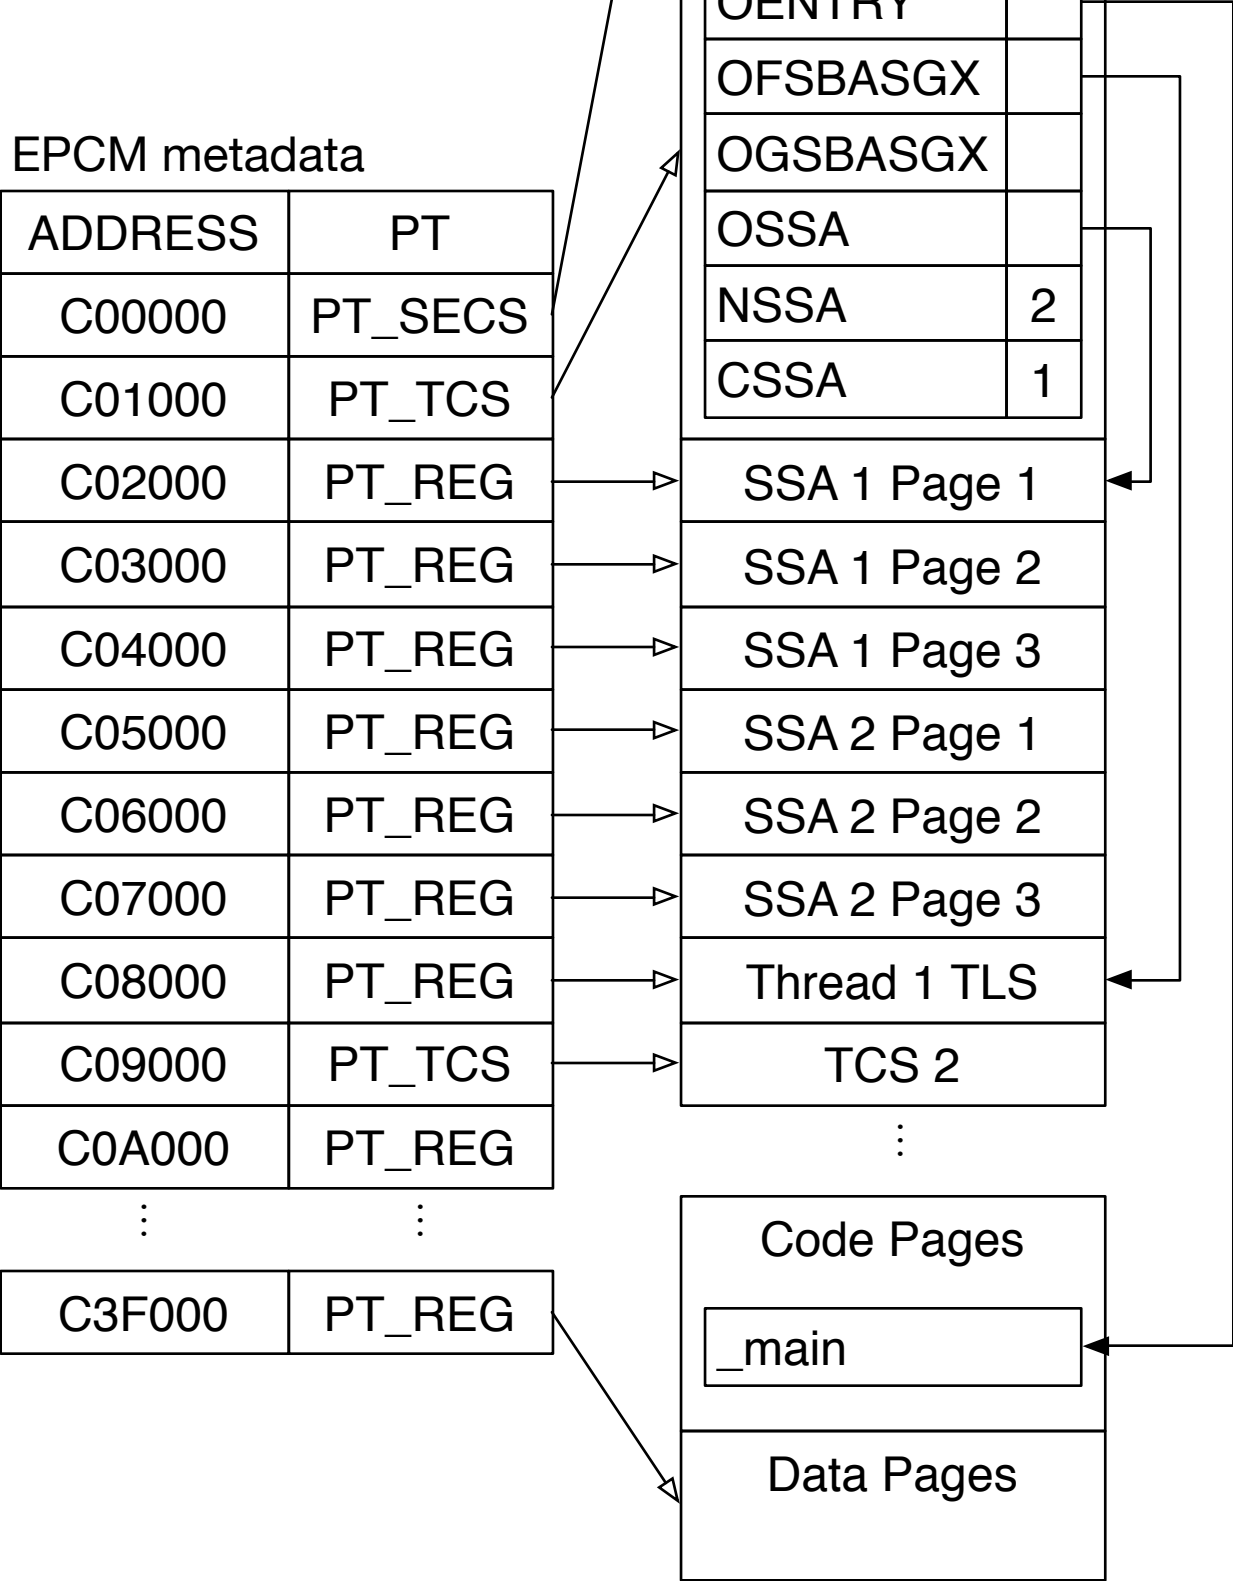 OENTRY
OFSBASGX
OGSBASGX
OSSA
NSSA 2
CSSA 1
EPCM metadata
ADDRESS PT
C00000 PT_SECS
C01000 PT_TCS
C02000 PT_REG SSA 1 Page 1
C03000 PT_REG SSA 1 Page 2
C04000 PT_REG SSA 1 Page 3
C05000 PT_REG SSA 2 Page 1
C06000 PT_REG SSA 2 Page 2
C07000 PT_REG SSA 2 Page 3
C08000 PT_REG Thread 1 TLS
C09000 PT_TCS TCS 2
C0A000 PT_REG
⋮ ⋮ ⋮
C3F000 PT_REG
Code Pages
_main
Data Pages